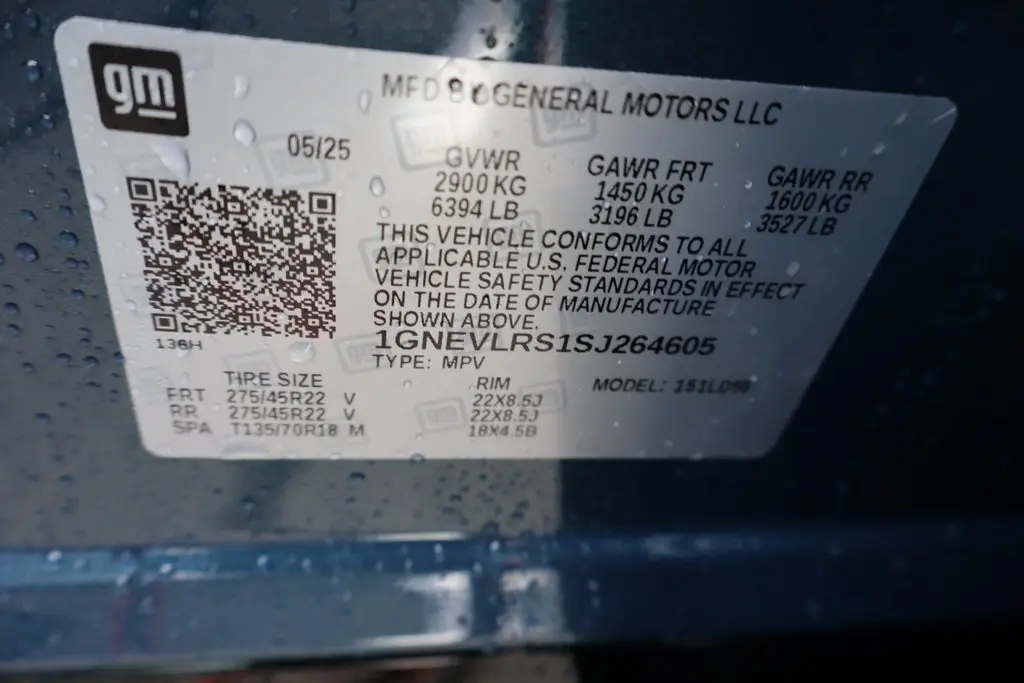 gm
MFD BY GENERAL MOTORS LLC
05/25
GVWR GAWR FRT GAWR RR
2900 KG 1450 KG 1600 KG
6394 LB 3196 LB 3527 LB
THIS VEHICLE CONFORMS TO ALL
APPLICABLE U.S. FEDERAL MOTOR
VEHICLE SAFETY STANDARDS IN EFFECT
ON THE DATE OF MANUFACTURE
SHOWN ABOVE.
136H
1GNEVLRS1SJ264605
TYPE: MPV
TIRE SIZE RIM MODEL:
FRT 275/45R22 V 22X8.5J
RR 275/45R22 V 22X8.5J
SPA T135/70R18 M 18X4.5B